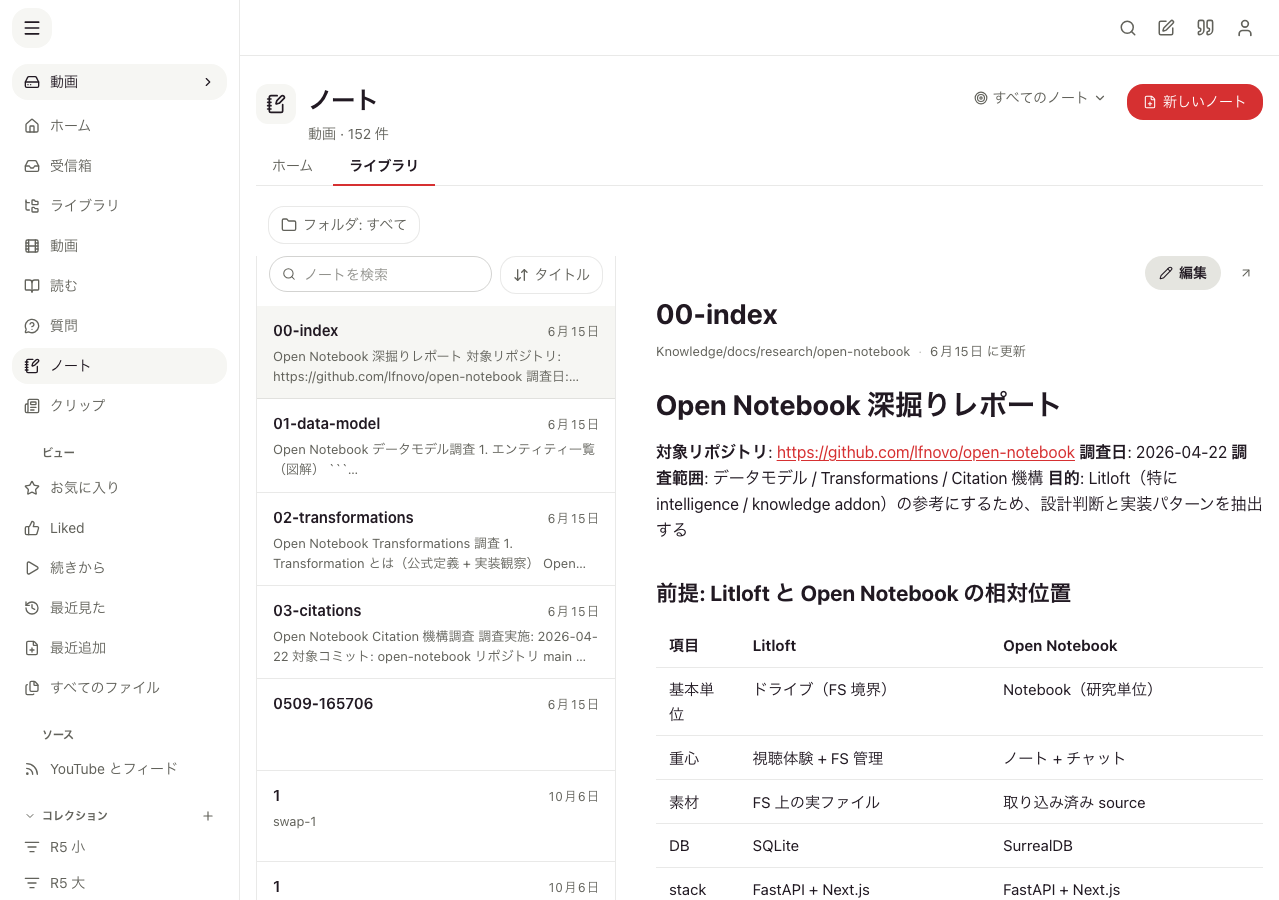 動画
ホーム
受信箱
ライブラリ
動画
読む
質問
ノート
クリップ
ビュー
お気に入り
Liked
続きから
最近見た
最近追加
すべてのファイル
ソース
YouTube とフィード
コレクション
R5 小
R5 大
ノート
動画 · 152 件
すべてのノート
新しいノート
ホーム
ライブラリ
フォルダ: すべて
ノートを検索
タイトル
00-index
6月15日
Open Notebook 深掘りレポート 対象リポジトリ:
https://github.com/lfnovo/open-notebook 調査日:...
01-data-model
6月15日
Open Notebook データモデル調査 1. エンティティ一覧
（図解） ```...
02-transformations
6月15日
Open Notebook Transformations 調査 1.
Transformation とは（公式定義 + 実装観察） Open...
03-citations
6月15日
Open Notebook Citation 機構調査 調査実施: 2026-04-
22 対象コミット: open-notebook リポジトリ main ...
0509-165706
6月15日
1
10月6日
swap-1
1
10月6日
編集
00-index
Knowledge/docs/research/open-notebook · 6月15日 に更新
Open Notebook 深掘りレポート
対象リポジトリ: https://github.com/lfnovo/open-notebook 調査日: 2026-04-22 調
査範囲: データモデル / Transformations / Citation 機構 目的: Litloft（特に
intelligence / knowledge addon）の参考にするため、設計判断と実装パターンを抽出
する
前提: Litloft と Open Notebook の相対位置
項目 Litloft Open Notebook
基本単 ドライブ（FS 境界） Notebook（研究単位）
位
重心 視聴体験 + FS 管理 ノート + チャット
素材 FS 上の実ファイル 取り込み済み source
DB SQLite SurrealDB
stack FastAPI + Next.js FastAPI + Next.js